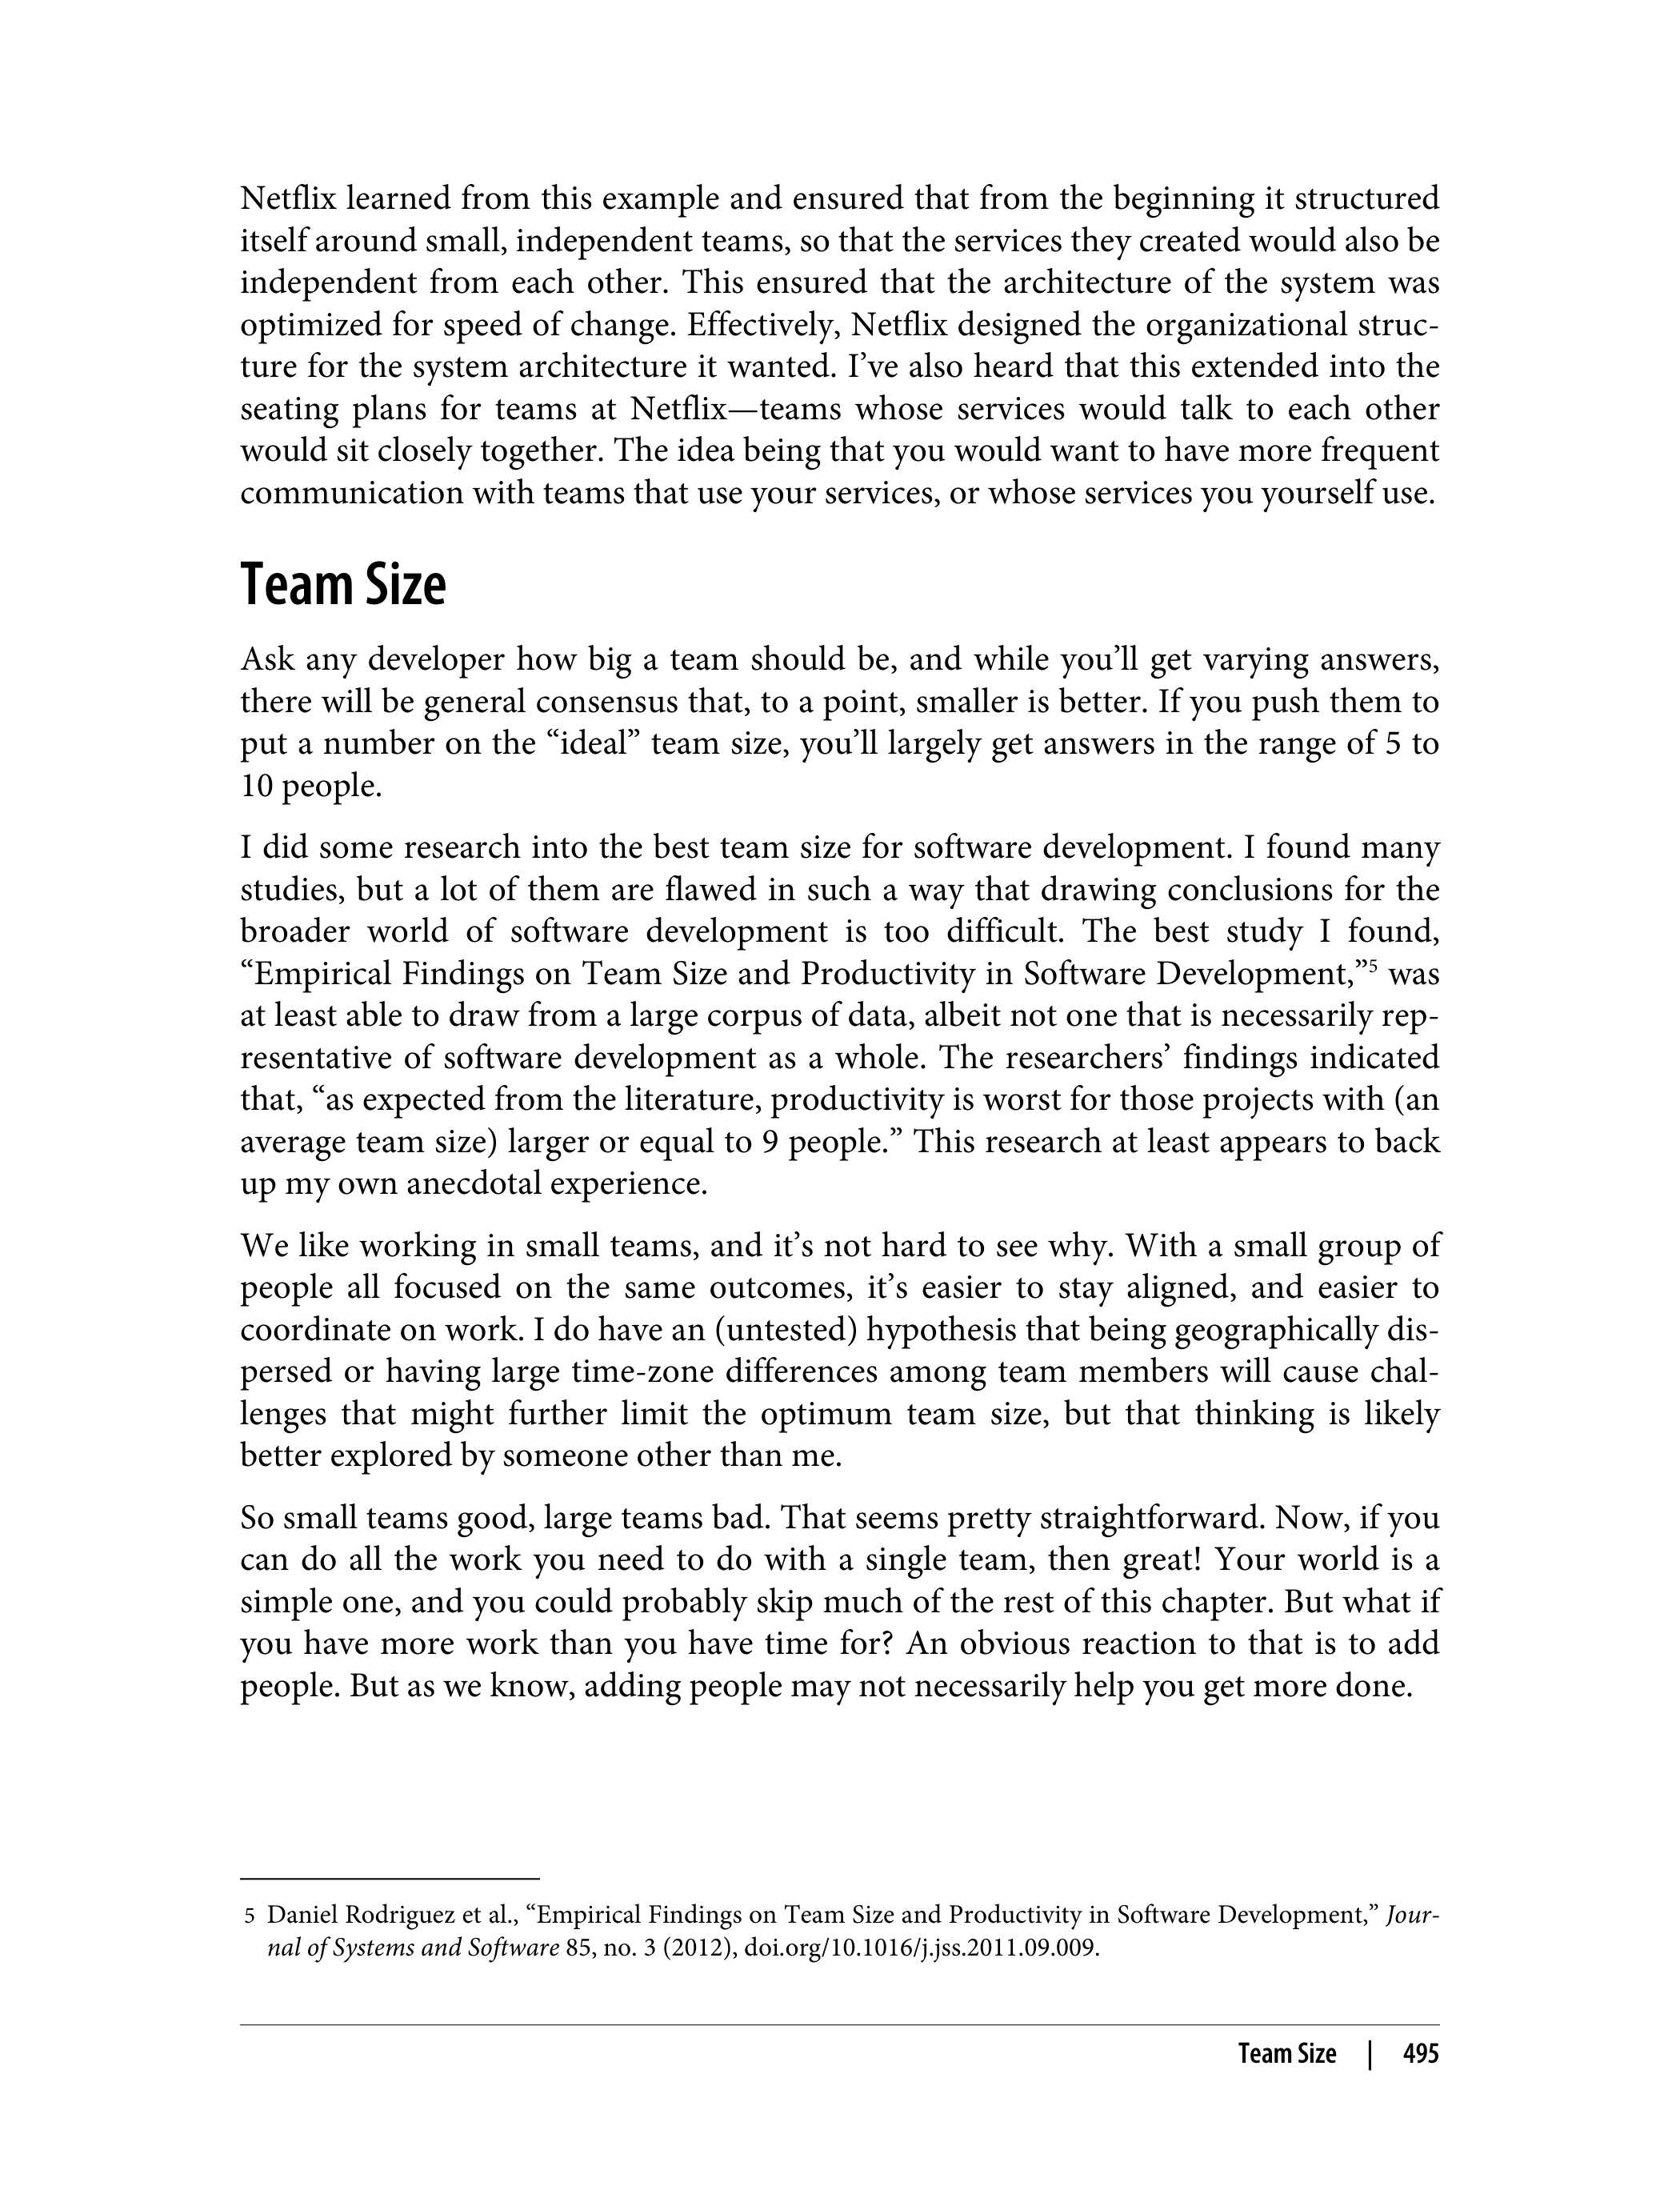 Netflix learned from this example and ensured that from the beginning it structured
itself around small, independent teams, so that the services they created would also be
independent from each other. This ensured that the architecture of the system was
optimized for speed of change. Effectively, Netflix designed the organizational struc-
ture for the system architecture it wanted. I’ve also heard that this extended into the
seating plans for teams at Netflix—teams whose services would talk to each other
would sit closely together. The idea being that you would want to have more frequent
communication with teams that use your services, or whose services you yourself use.
Team Size
Ask any developer how big a team should be, and while you’ll get varying answers,
there will be general consensus that, to a point, smaller is better. If you push them to
put a number on the “ideal” team size, you’ll largely get answers in the range of 5 to
10 people.
I did some research into the best team size for software development. I found many
studies, but a lot of them are flawed in such a way that drawing conclusions for the
broader world of software development is too difficult. The best study I found,
“Empirical Findings on Team Size and Productivity in Software Development,”⁵ was
at least able to draw from a large corpus of data, albeit not one that is necessarily rep-
resentative of software development as a whole. The researchers’ findings indicated
that, “as expected from the literature, productivity is worst for those projects with (an
average team size) larger or equal to 9 people.” This research at least appears to back
up my own anecdotal experience.
We like working in small teams, and it’s not hard to see why. With a small group of
people all focused on the same outcomes, it’s easier to stay aligned, and easier to
coordinate on work. I do have an (untested) hypothesis that being geographically dis-
persed or having large time-zone differences among team members will cause chal-
lenges that might further limit the optimum team size, but that thinking is likely
better explored by someone other than me.
So small teams good, large teams bad. That seems pretty straightforward. Now, if you
can do all the work you need to do with a single team, then great! Your world is a
simple one, and you could probably skip much of the rest of this chapter. But what if
you have more work than you have time for? An obvious reaction to that is to add
people. But as we know, adding people may not necessarily help you get more done.
5 Daniel Rodriguez et al., “Empirical Findings on Team Size and Productivity in Software Development,” Jour-
nal of Systems and Software 85, no. 3 (2012), doi.org/10.1016/j.jss.2011.09.009.
Team Size | 495